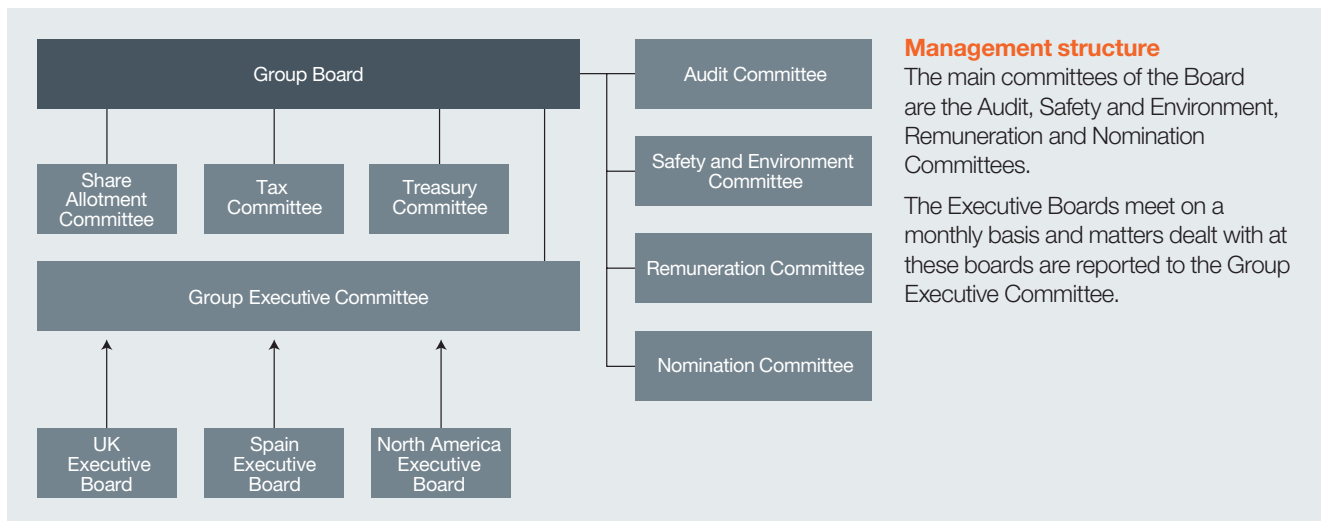 Group Board
Share
Allotment
Committee
Tax
Committee
Treasury
Committee
Group Executive Committee
UK
Executive
Board
Spain
Executive
Board
North America
Executive
Board
Audit Committee
Safety and Environment
Committee
Remuneration Committee
Nomination Committee
Management structure
The main committees of the Board
are the Audit, Safety and Environment,
Remuneration and Nomination
Committees.
The Executive Boards meet on a
monthly basis and matters dealt with at
these boards are reported to the Group
Executive Committee.